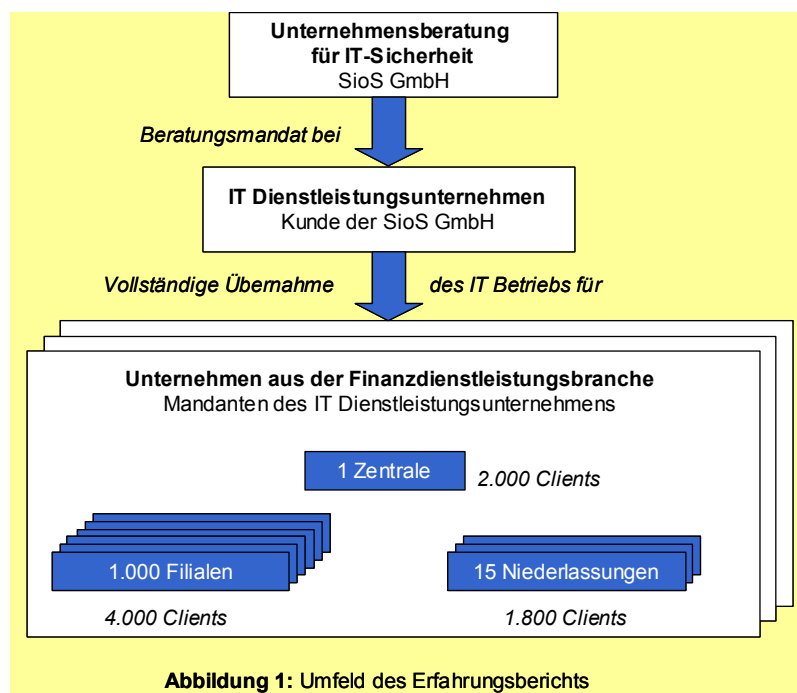 Unternehmensberatung
für IT-Sicherheit
SioS GmbH
Beratungsmandat bei
IT Dienstleistungsunternehmen
Kunde der SioS GmbH
Vollständige Übernahme des IT Betriebs für
Unternehmen aus der Finanzdienstleistungsbranche
Mandanten des IT Dienstleistungsunternehmens
1 Zentrale
2.000 Clients
1.000 Filialen
15 Niederlassungen
4.000 Clients
1.800 Clients
Abbildung 1: Umfeld des Erfahrungsberichts